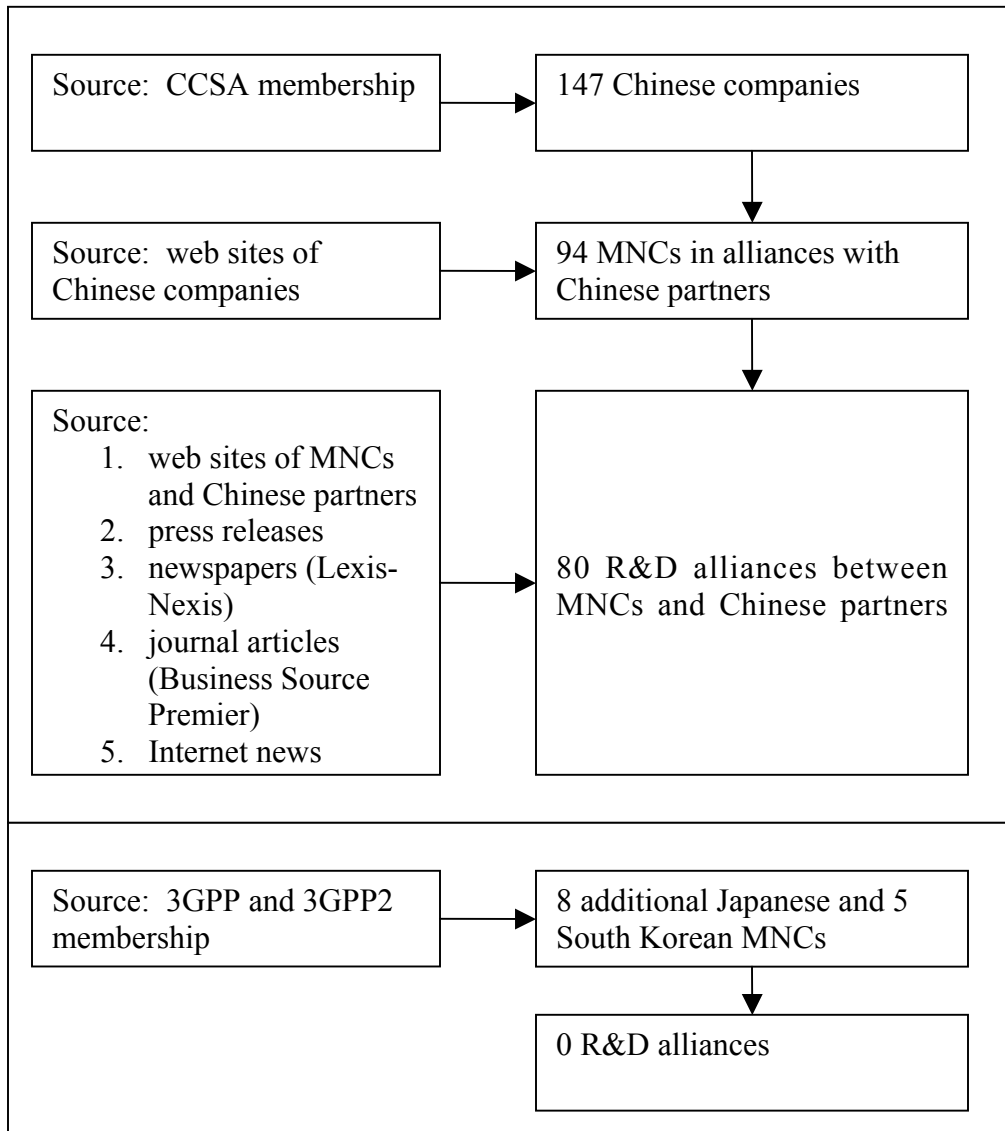 Source: CCSA membership
147 Chinese companies
Source: web sites of
Chinese companies
94 MNCs in alliances with
Chinese partners
Source:
1. web sites of MNCs
and Chinese partners
2. press releases
3. newspapers (Lexis-
Nexis)
4. journal articles
(Business Source
Premier)
5. Internet news
80 R&D alliances between
MNCs and Chinese partners
Source: 3GPP and 3GPP2
membership
8 additional Japanese and 5
South Korean MNCs
0 R&D alliances